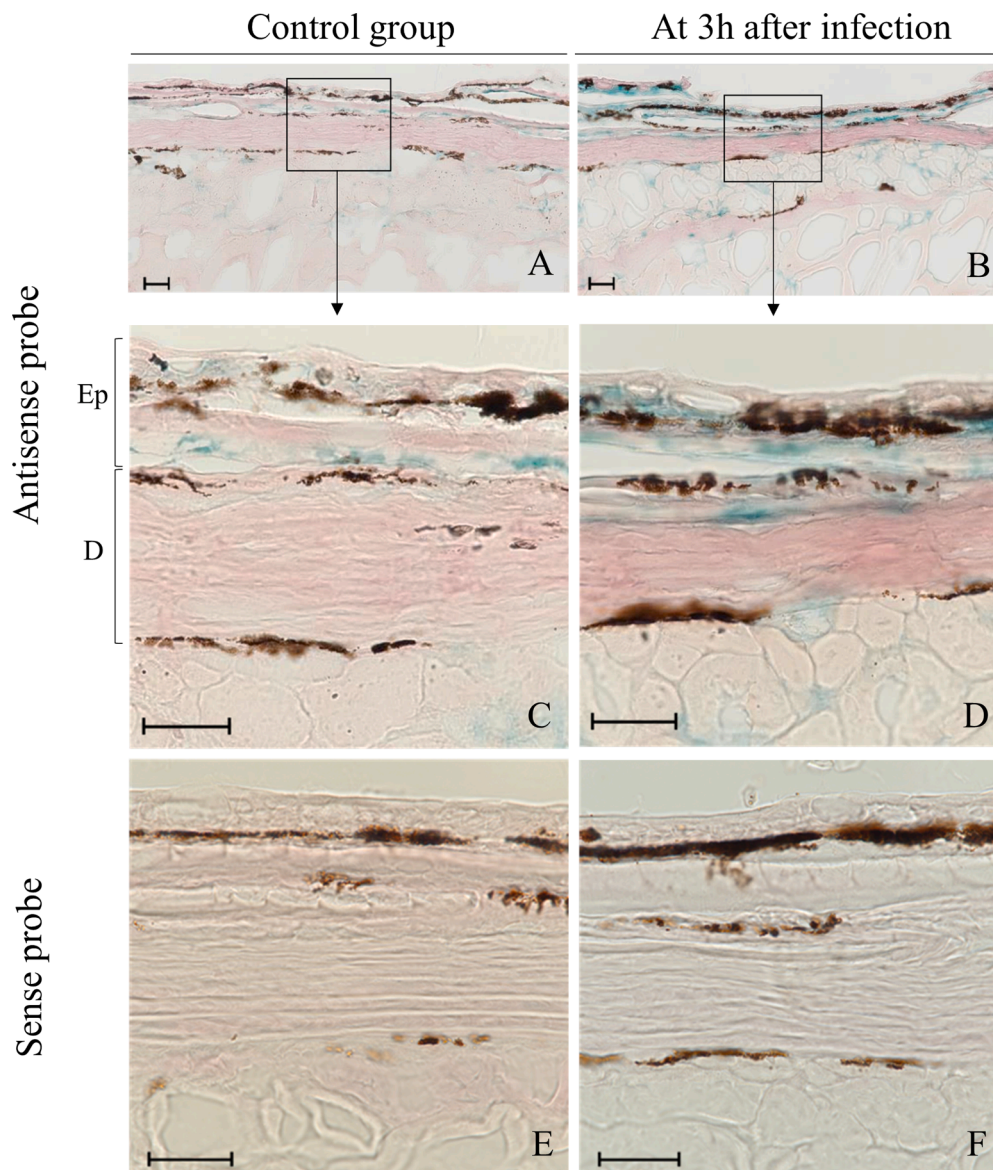 Control group
At 3h after infection
Antisense probe
A
B
Ep
D
C
D
Sense probe
E
F